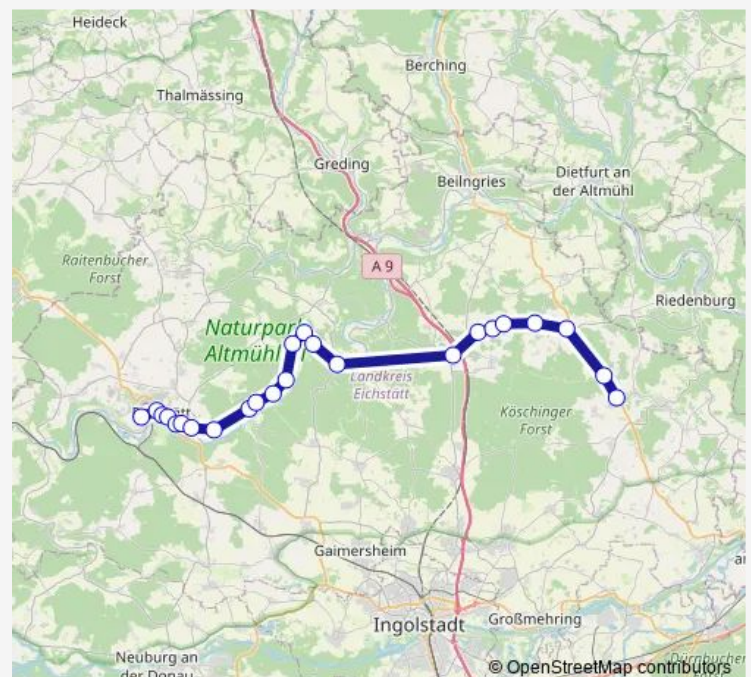 Heideck
Berching
Thalmässing
Greding
Beilngries
Dietfurt an
der Altmühl
A 9
Raitenbucher
Forst
Riedenburg
Naturpark
Altmühl
Landkreis
Eichstätt
Köschinger
Forst
Gaimersheim
Ingolstadt
Großmehring
Neuburg an
der Donau
© OpenStreetMap contributors